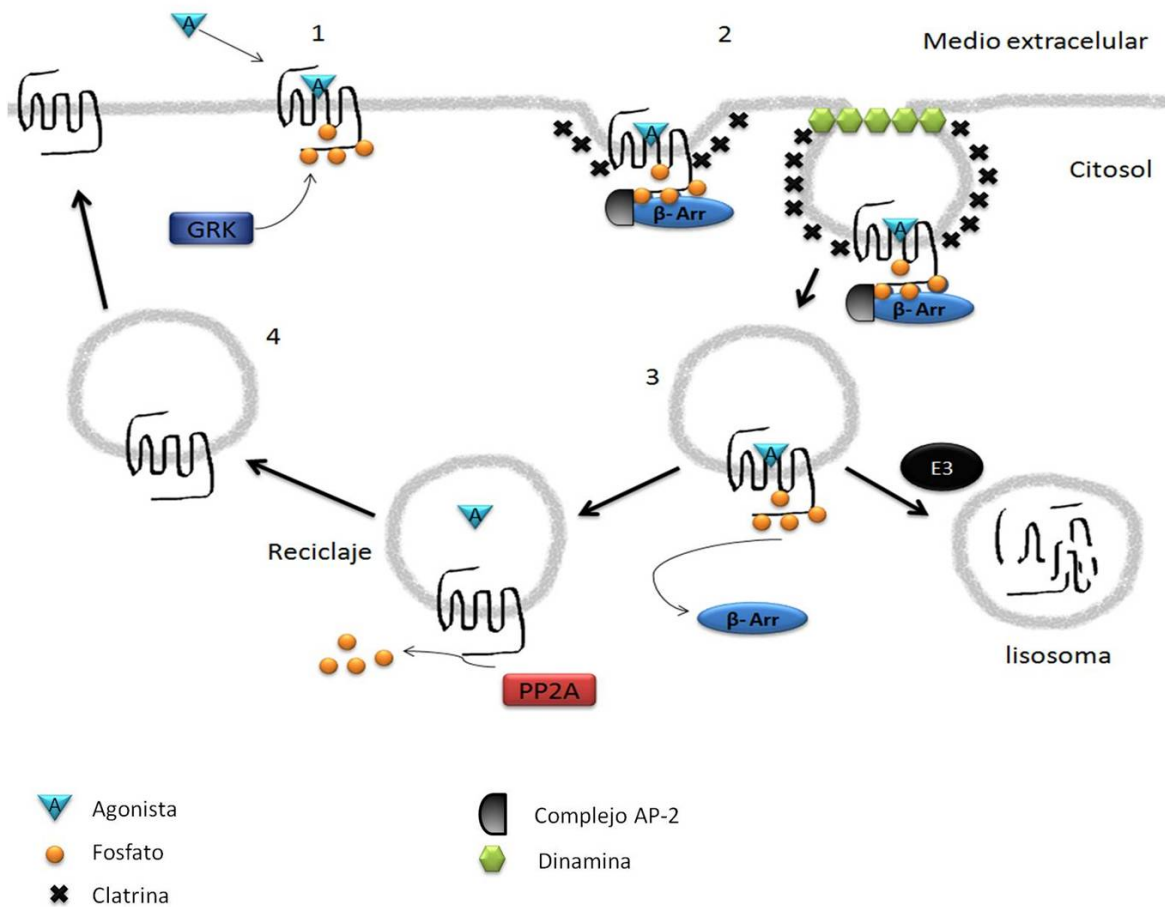 A
1
2
Medio extracelular
A
A
Citosol
GRK
β- Arr
A
β- Arr
4
3
A
E3
A
Reciclaje
β- Arr
lisosoma
PP2A
A Agonista
Complejo AP-2
Fosfato
Dinamina
Clatrina